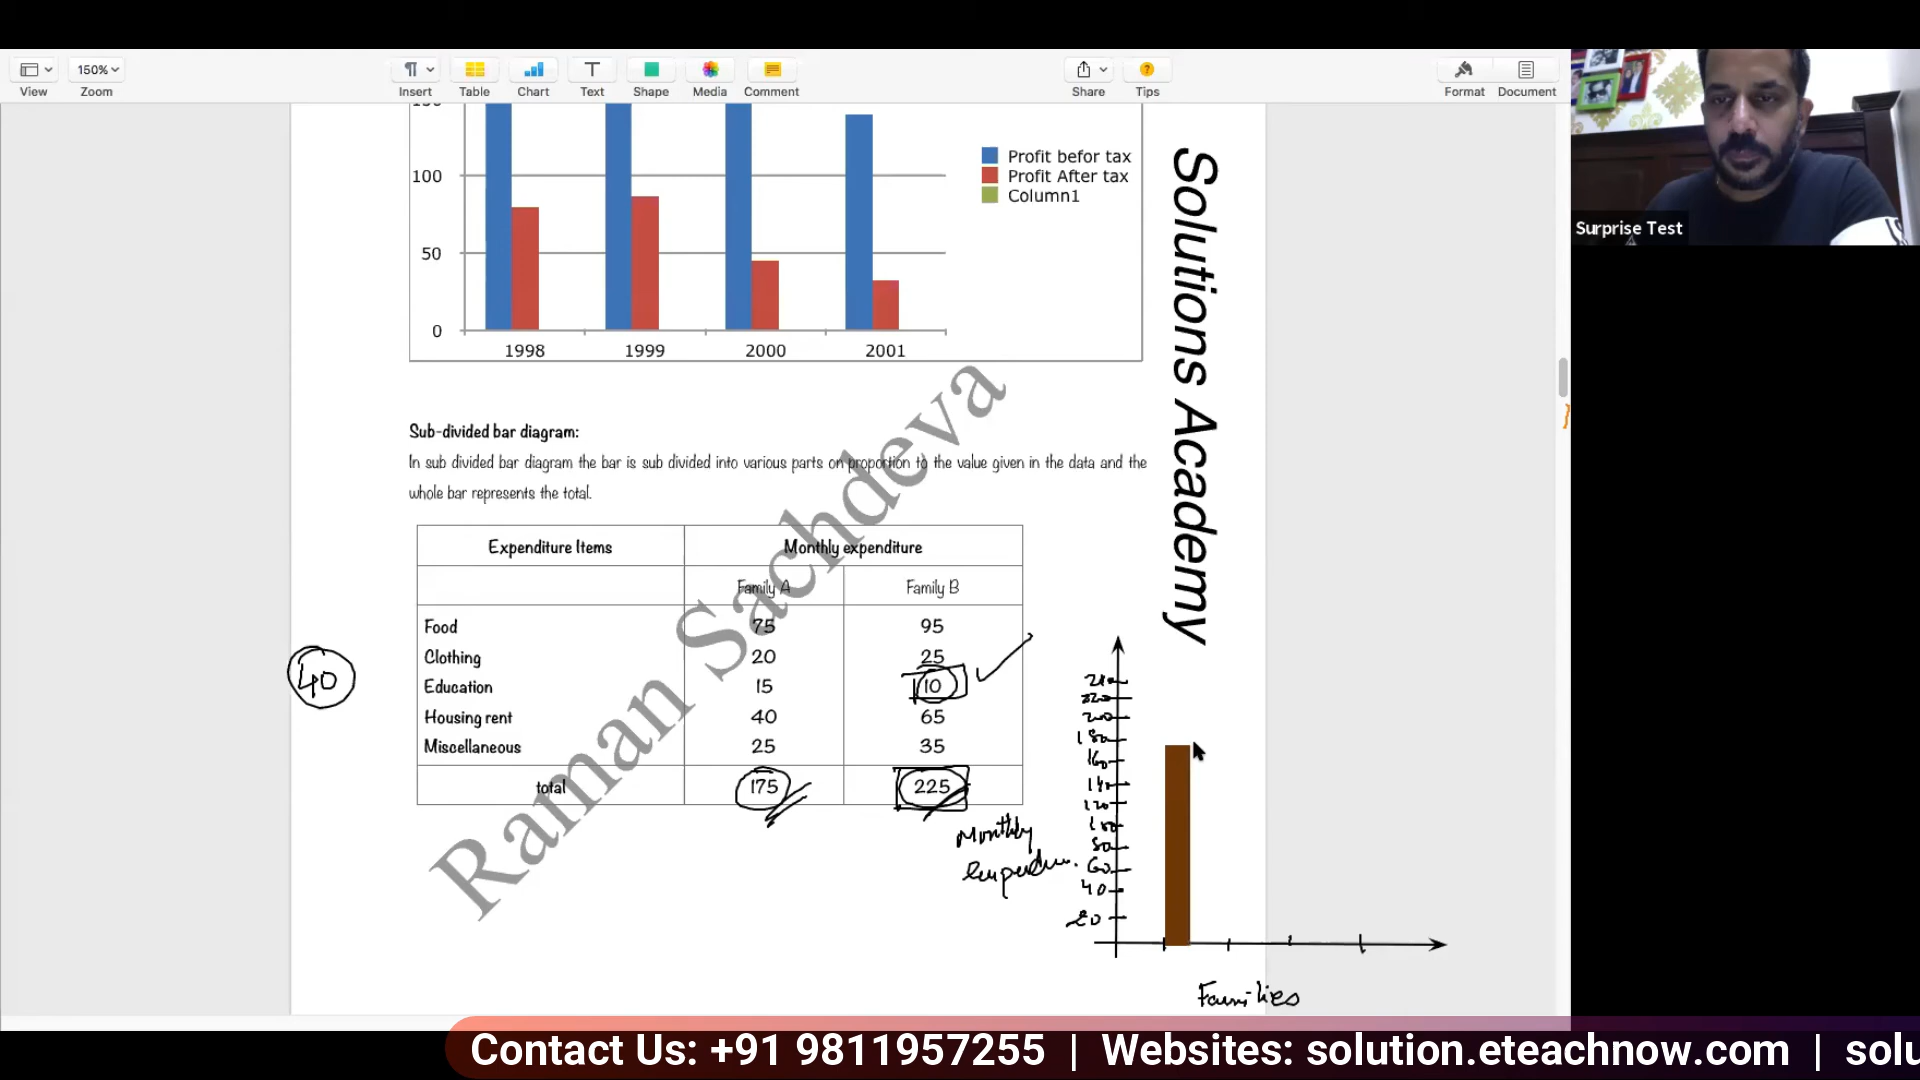 View
150%
Zoom
Insert
Table
Chart
Text
Shape
Media
Comment
Share
Tips
Format
Document
Surprise Test
150
100
50
0
1998 1999 2000 2001
Profit befor tax
Profit After tax
Column1
Solutions Academy
Raman Sachdeva
Sub-divided bar diagram:
In sub divided bar diagram the bar is sub divided into various parts on proportion to the value given in the data and the
whole bar represents the total.
Expenditure Items Monthly expenditure
Family A Family B
Food 75 95
Clothing 20 25
Education 15 10
Housing rent 40 65
Miscellaneous 25 35
total 175 225
40
Monthly
220
200
180
160
140
120
100
80
60
40
20
Families
Contact Us: +91 9811957255 | Websites: solution.eteachnow.com | solu